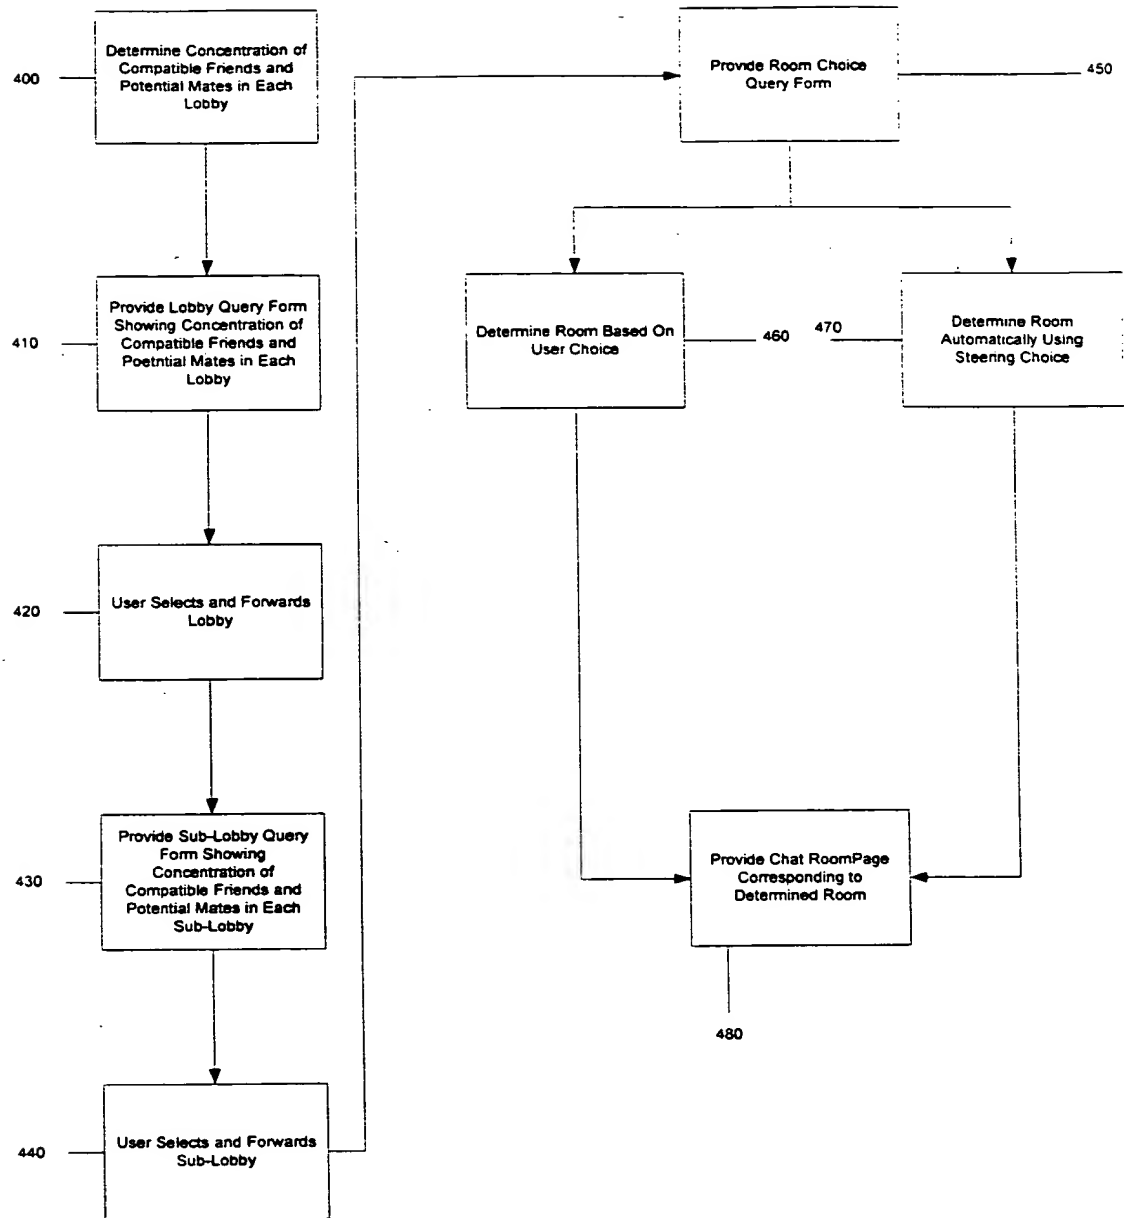 400
Determine Concentration of
Compatible Friends and
Potential Mates in Each
Lobby
410
Provide Lobby Query Form
Showing Concentration of
Compatible Friends and
Poetntial Mates in Each
Lobby
420
User Selects and Forwards
Lobby
430
Provide Sub-Lobby Query
Form Showing
Concentration of
Compatible Friends and
Potential Mates in Each
Sub-Lobby
440
User Selects and Forwards
Sub-Lobby
Provide Room Choice
Query Form
450
Determine Room Based On
User Choice
460
470
Determine Room
Automatically Using
Steering Choice
Provide Chat RoomPage
Corresponding to
Determined Room
480